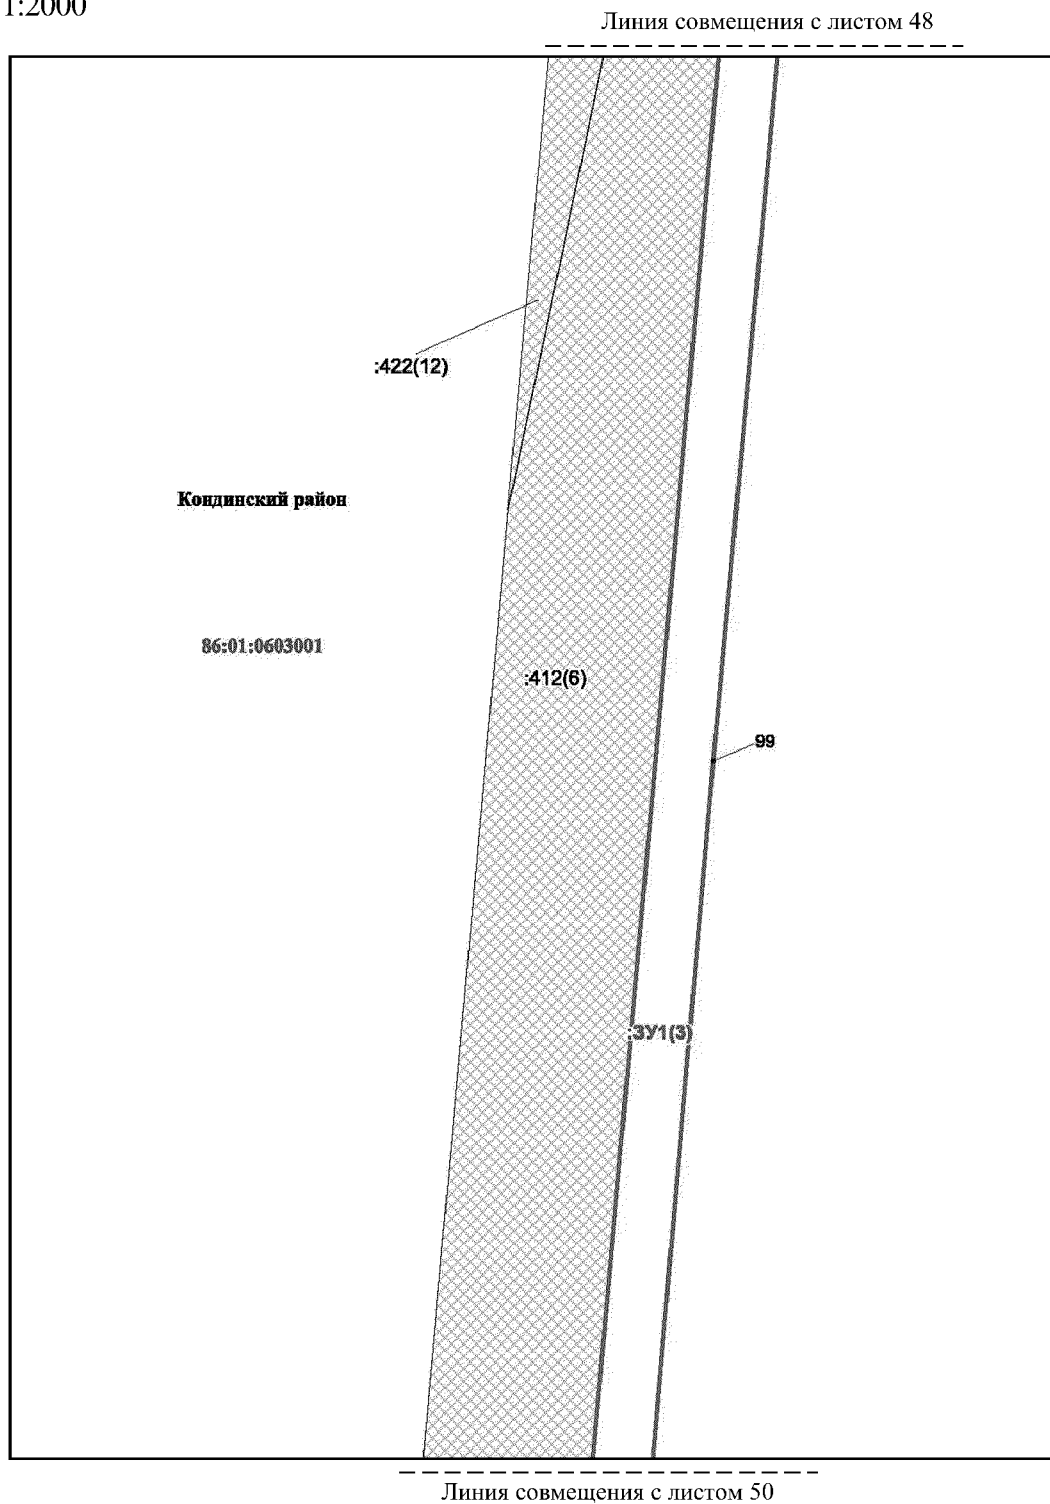 1:2000
Линия совмещения с листом 48
:422(12)
Кондинский район
86:01:0603001
:412(6)
99
:ЗУ1(3)
Линия совмещения с листом 50